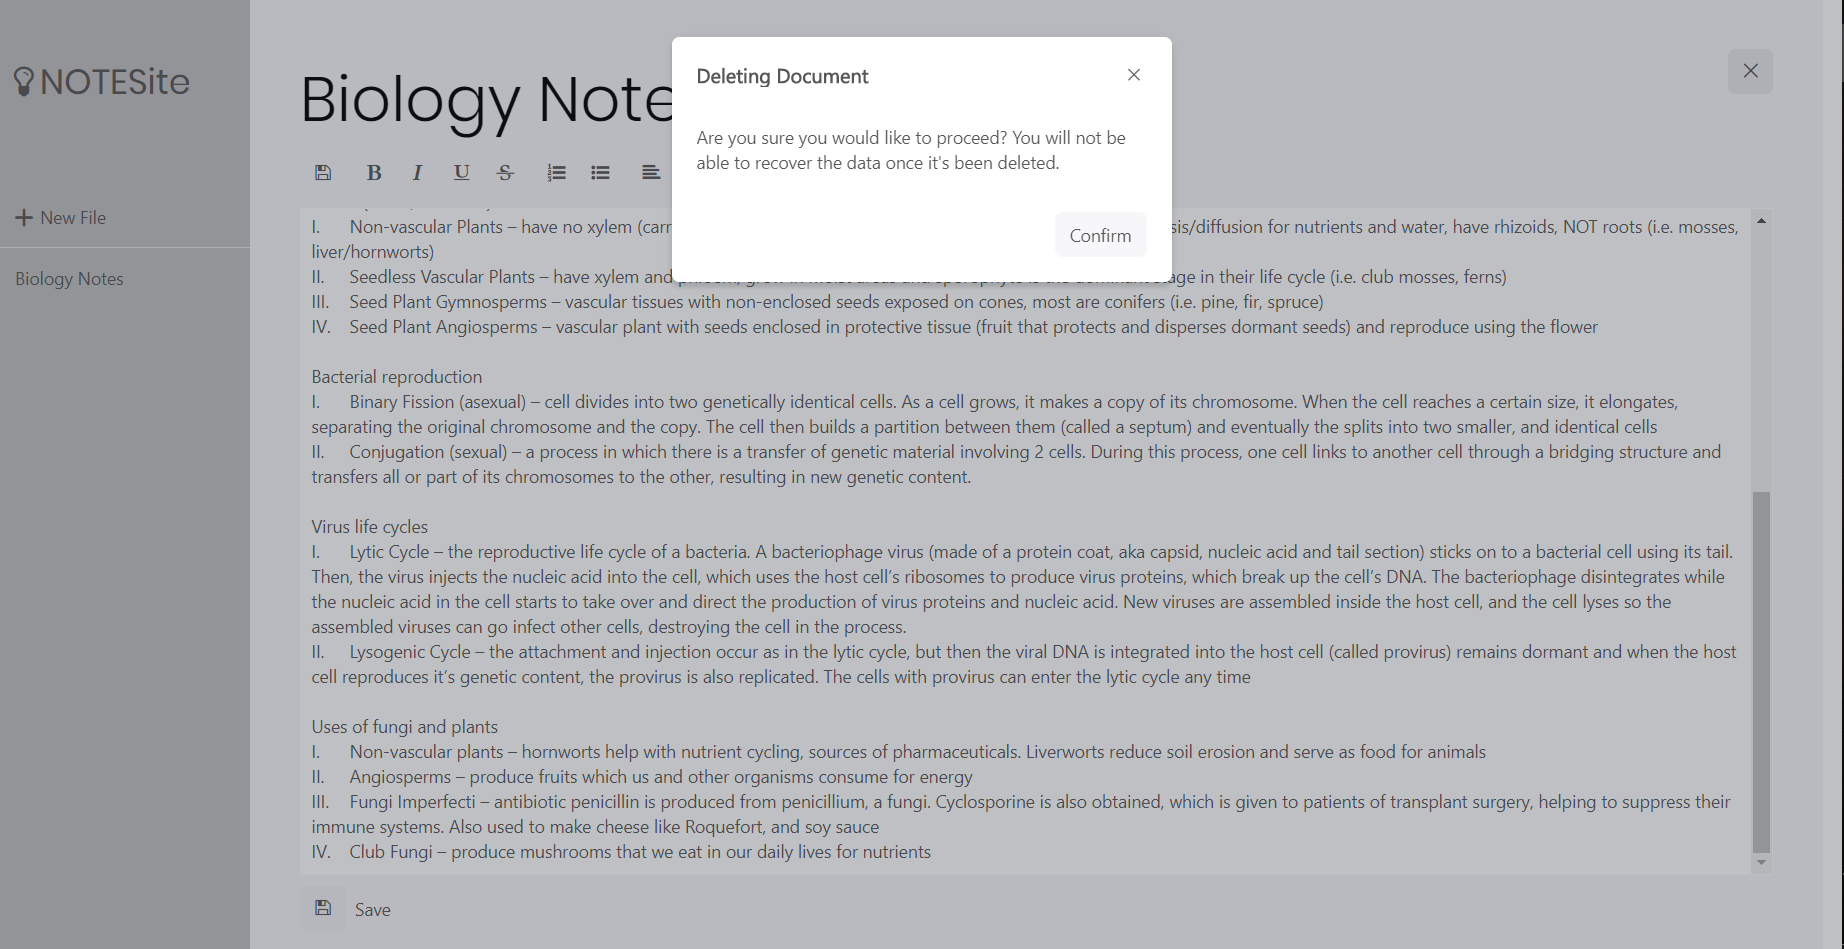 NOTESite
New File
Biology Notes
Biology Note
B I U S
Deleting Document
Are you sure you would like to proceed? You will not be
able to recover the data once it's been deleted.
Confirm
I. Non-vascular Plants – have no xylem (carr
sis/diffusion for nutrients and water, have rhizoids, NOT roots (i.e. mosses,
liver/hornworts)
II. Seedless Vascular Plants – have xylem and phloem, grow in moist areas and sporophyte is the dominant stage in their life cycle (i.e. club mosses, ferns)
III. Seed Plant Gymnosperms – vascular tissues with non-enclosed seeds exposed on cones, most are conifers (i.e. pine, fir, spruce)
IV. Seed Plant Angiosperms – vascular plant with seeds enclosed in protective tissue (fruit that protects and disperses dormant seeds) and reproduce using the flower
Bacterial reproduction
I. Binary Fission (asexual) – cell divides into two genetically identical cells. As a cell grows, it makes a copy of its chromosome. When the cell reaches a certain size, it elongates,
separating the original chromosome and the copy. The cell then builds a partition between them (called a septum) and eventually the splits into two smaller, and identical cells
II. Conjugation (sexual) – a process in which there is a transfer of genetic material involving 2 cells. During this process, one cell links to another cell through a bridging structure and
transfers all or part of its chromosomes to the other, resulting in new genetic content.
Virus life cycles
I. Lytic Cycle – the reproductive life cycle of a bacteria. A bacteriophage virus (made of a protein coat, aka capsid, nucleic acid and tail section) sticks on to a bacterial cell using its tail.
Then, the virus injects the nucleic acid into the cell, which uses the host cell’s ribosomes to produce virus proteins, which break up the cell’s DNA. The bacteriophage disintegrates while
the nucleic acid in the cell starts to take over and direct the production of virus proteins and nucleic acid. New viruses are assembled inside the host cell, and the cell lyses so the
assembled viruses can go infect other cells, destroying the cell in the process.
II. Lysogenic Cycle – the attachment and injection occur as in the lytic cycle, but then the viral DNA is integrated into the host cell (called provirus) remains dormant and when the host
cell reproduces it’s genetic content, the provirus is also replicated. The cells with provirus can enter the lytic cycle any time
Uses of fungi and plants
I. Non-vascular plants – hornworts help with nutrient cycling, sources of pharmaceuticals. Liverworts reduce soil erosion and serve as food for animals
II. Angiosperms – produce fruits which us and other organisms consume for energy
III. Fungi Imperfecti – antibiotic penicillin is produced from penicillium, a fungi. Cyclosporine is also obtained, which is given to patients of transplant surgery, helping to suppress their
immune systems. Also used to make cheese like Roquefort, and soy sauce
IV. Club Fungi – produce mushrooms that we eat in our daily lives for nutrients
Save